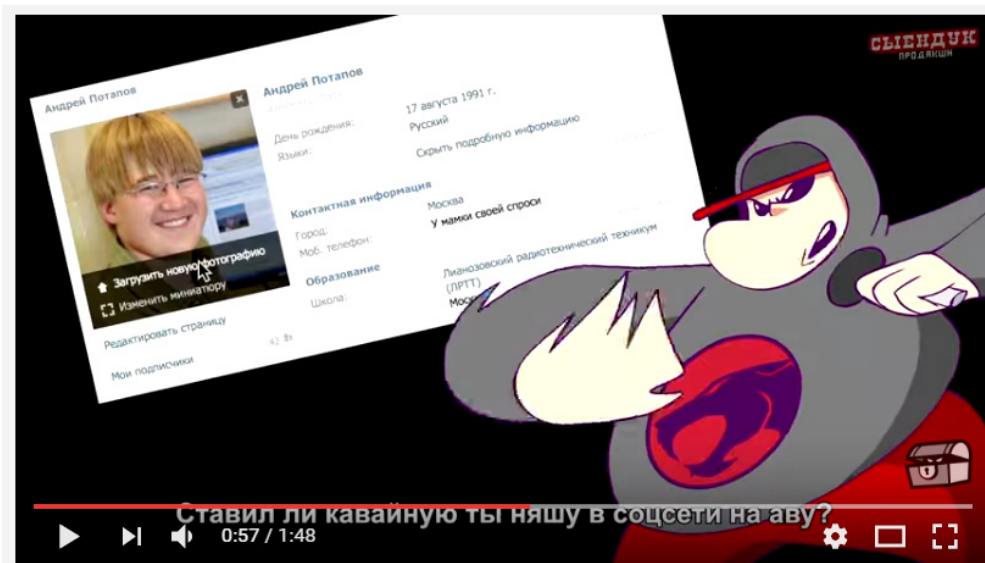 СЫЕНДУК
ПРОДАКШН
Андрей Потапов
Андрей Потапов
День рождения: 17 августа 1991 г.
Языки: Русский
Скрыть подробную информацию
Контактная информация
Город: Москва
Моб. телефон: У мамки своей спроси
Образование
Школа: Лианозовский радиотехнический техникум
(ЛРТТ)
Загрузить новую фотографию
Изменить миниатюру
Редактировать страницу
Мои подписчики
Ставил ли кавайную ты няшу в соцсети на аву?
0:57 / 1:48